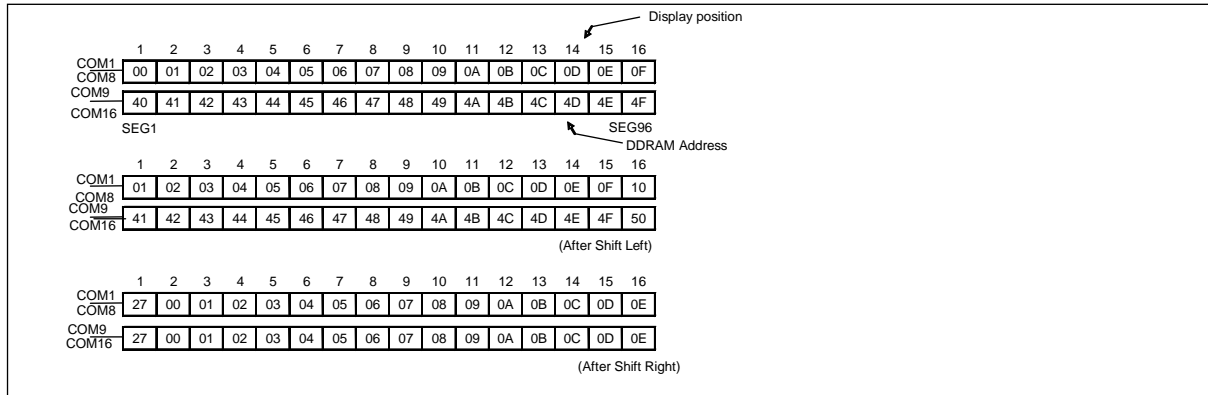 Display position
1 2 3 4 5 6 7 8 9 10 11 12 13 14 15 16
COM1
COM8
00 01 02 03 04 05 06 07 08 09 0A 0B 0C 0D 0E 0F
COM9
COM16
40 41 42 43 44 45 46 47 48 49 4A 4B 4C 4D 4E 4F
SEG1 SEG96
DDRAM Address
1 2 3 4 5 6 7 8 9 10 11 12 13 14 15 16
COM1
COM8
01 02 03 04 05 06 07 08 09 0A 0B 0C 0D 0E 0F 10
COM9
COM16
41 42 43 44 45 46 47 48 49 4A 4B 4C 4D 4E 4F 50
(After Shift Left)
1 2 3 4 5 6 7 8 9 10 11 12 13 14 15 16
COM1
COM8
27 00 01 02 03 04 05 06 07 08 09 0A 0B 0C 0D 0E
COM9
COM16
27 00 01 02 03 04 05 06 07 08 09 0A 0B 0C 0D 0E
(After Shift Right)